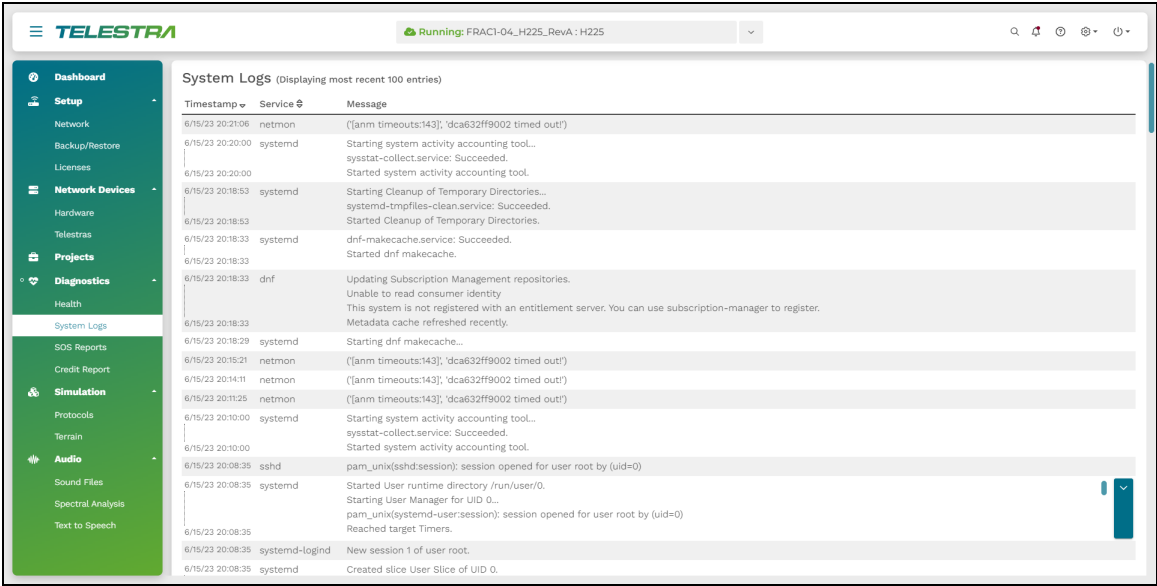 TELESTRA
Running: FRAC1-04_H225_RevA : H225
Dashboard
Setup
Network
Backup/Restore
Licenses
Network Devices
Hardware
Telestras
Projects
Diagnostics
Health
System Logs
SOS Reports
Credit Report
Simulation
Protocols
Terrain
Audio
Sound Files
Spectral Analysis
Text to Speech
System Logs (Displaying most recent 100 entries)
Timestamp Service Message
6/15/23 20:21:06 netmon ('[anm timeouts:143]', 'dca632ff9002 timed out!')
6/15/23 20:20:00 systemd Starting system activity accounting tool...
sysstat-collect.service: Succeeded.
6/15/23 20:20:00 Started system activity accounting tool.
6/15/23 20:18:53 systemd Starting Cleanup of Temporary Directories...
systemd-tmpfiles-clean.service: Succeeded.
6/15/23 20:18:53 Started Cleanup of Temporary Directories.
6/15/23 20:18:33 systemd dnf-makecache.service: Succeeded.
Started dnf makecache.
6/15/23 20:18:33
6/15/23 20:18:33 dnf Updating Subscription Management repositories.
Unable to read consumer identity
This system is not registered with an entitlement server. You can use subscription-manager to register.
6/15/23 20:18:33 Metadata cache refreshed recently.
6/15/23 20:18:29 systemd Starting dnf makecache...
6/15/23 20:15:21 netmon ('[anm timeouts:143]', 'dca632ff9002 timed out!')
6/15/23 20:14:11 netmon ('[anm timeouts:143]', 'dca632ff9002 timed out!')
6/15/23 20:11:25 netmon ('[anm timeouts:143]', 'dca632ff9002 timed out!')
6/15/23 20:10:00 systemd Starting system activity accounting tool...
sysstat-collect.service: Succeeded.
6/15/23 20:10:00 Started system activity accounting tool.
6/15/23 20:08:35 sshd pam_unix(sshd:session): session opened for user root by (uid=0)
6/15/23 20:08:35 systemd Started User runtime directory /run/user/0.
Starting User Manager for UID 0...
pam_unix(systemd-user:session): session opened for user root by (uid=0)
6/15/23 20:08:35 Reached target Timers.
6/15/23 20:08:35 systemd-logind New session 1 of user root.
6/15/23 20:08:35 systemd Created slice User Slice of UID 0.